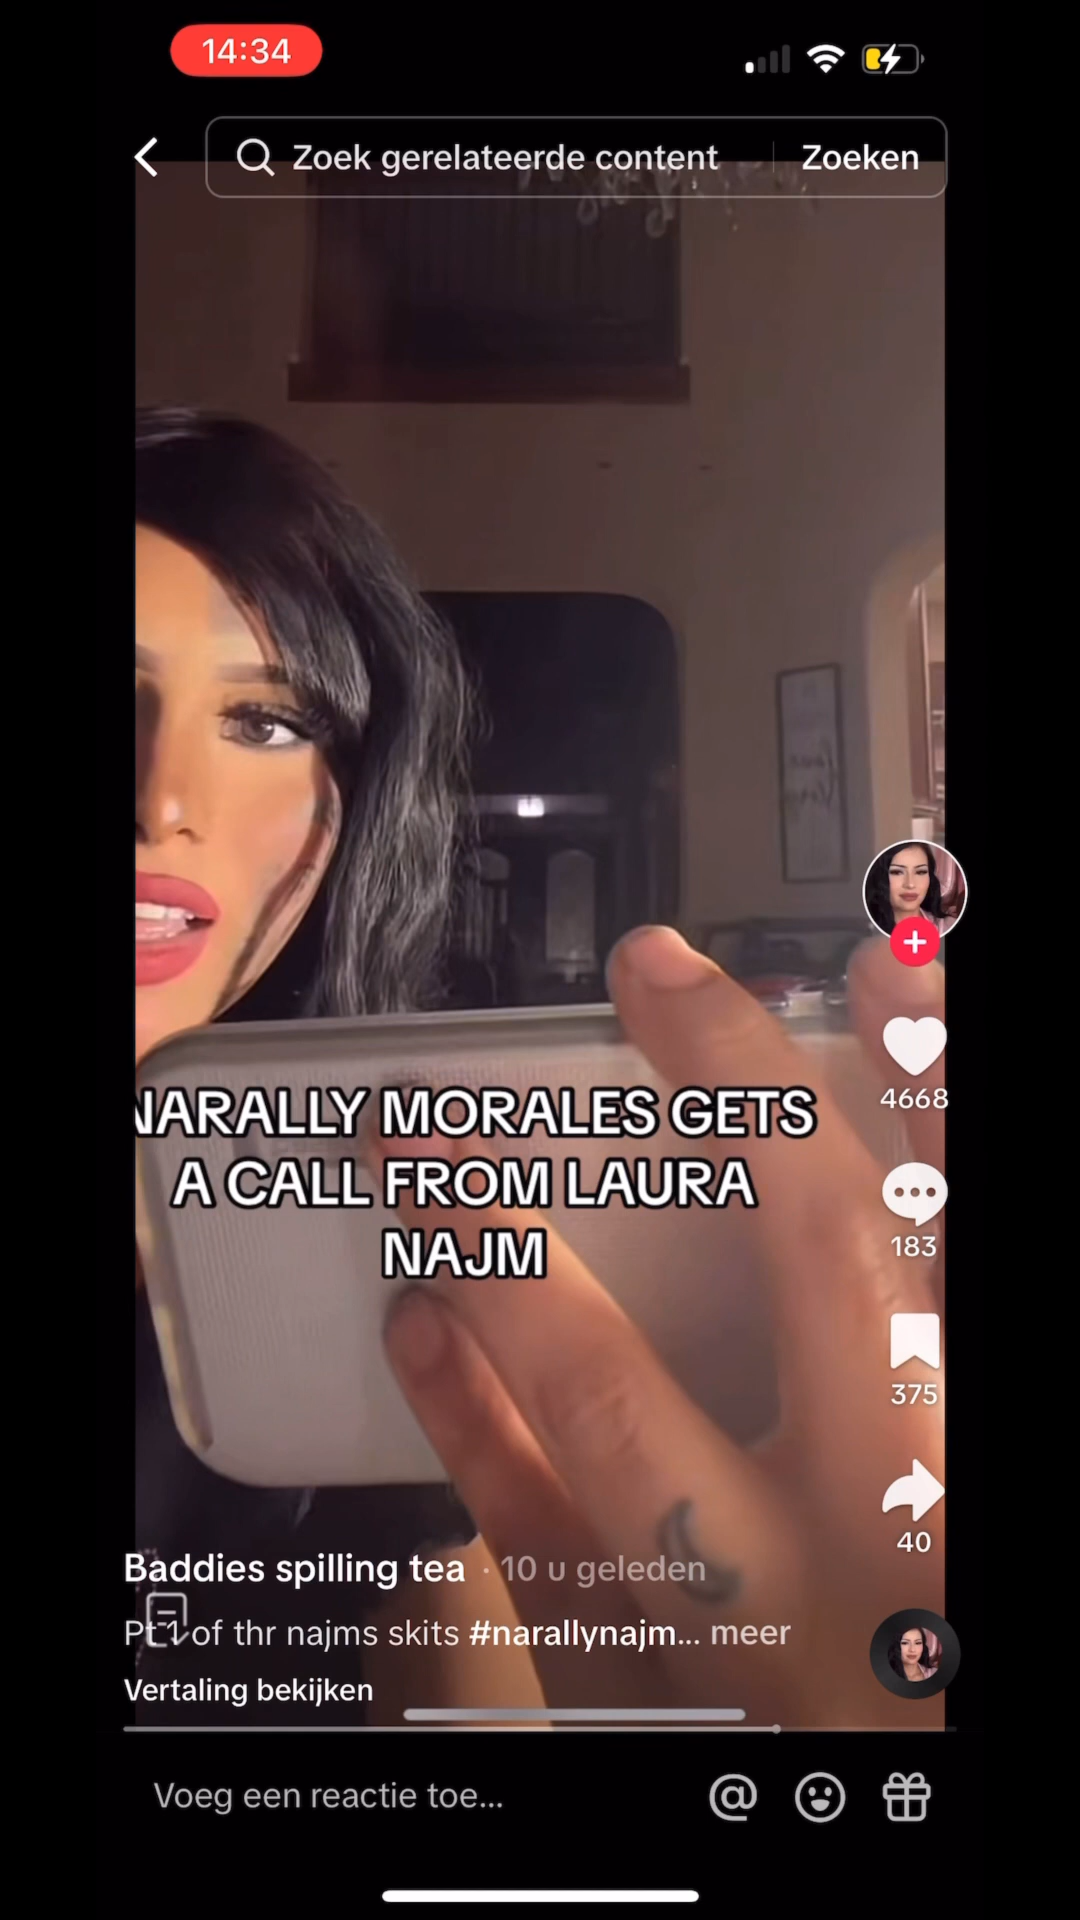 14:34
Zoek gerelateerde content
Zoeken
NARALLY MORALES GETS
A CALL FROM LAURA
NAJM
4668
183
375
40
Baddies spilling tea · 10 u geleden
Pt 1 of thr najms skits #narallynajm... meer
Vertaling bekijken
Voeg een reactie toe...